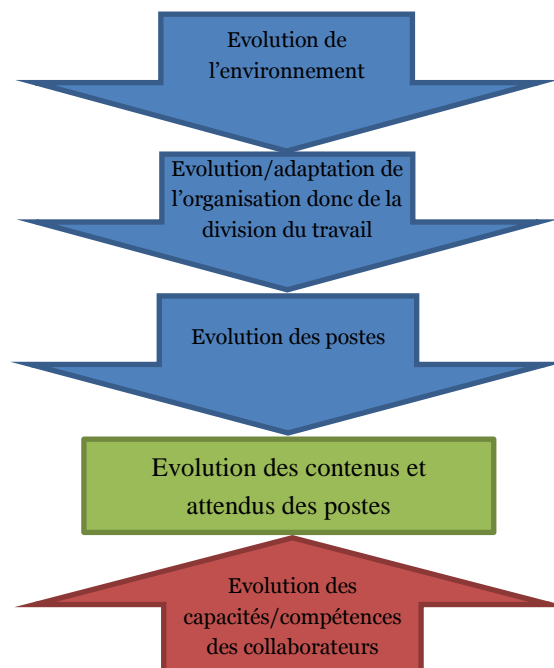 Evolution de
l’environnement
Evolution/adaptation de
l’organisation donc de la
division du travail
Evolution des postes
Evolution des contenus et
attendus des postes
Evolution des
capacités/compétences
des collaborateurs